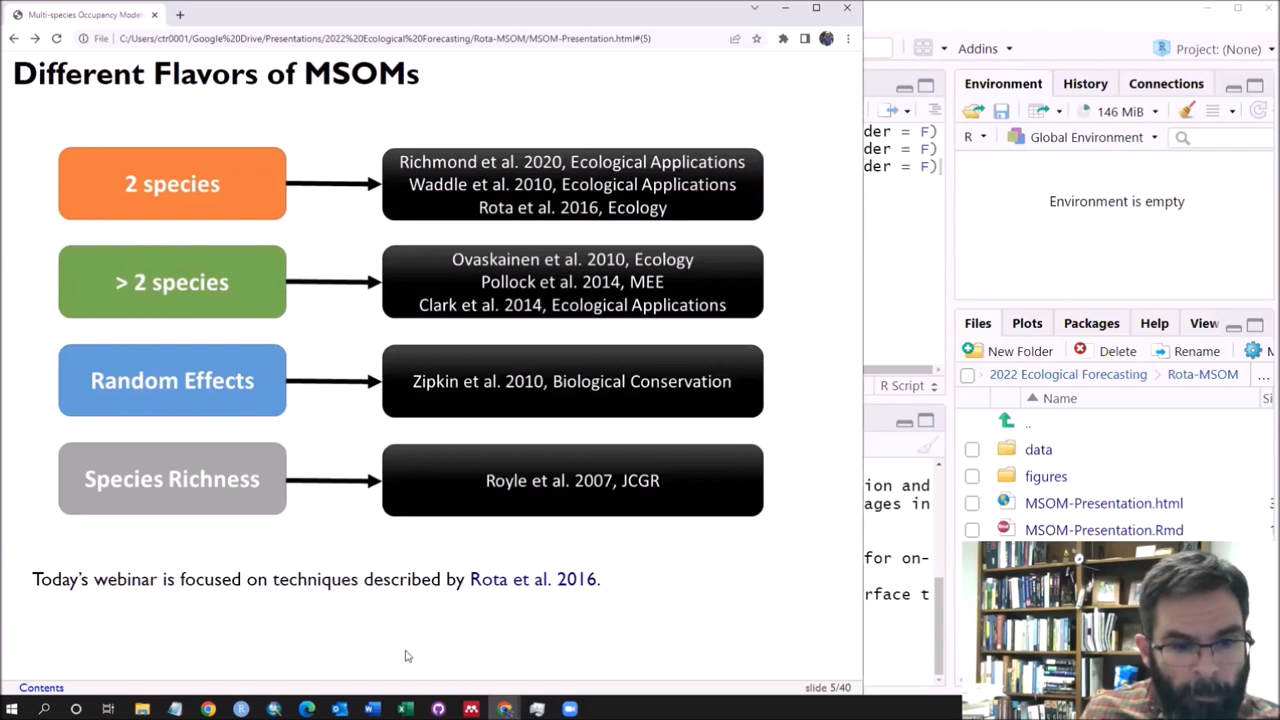 Multi-species Occupancy Model
File
C:/Users/ctr0001/Google%20Drive/Presentations/2022%20Ecological%20Forecasting/Rota-MSOM/MSOM-Presentation.html#(5)
Different Flavors of MSOMs
2 species
Richmond et al. 2020, Ecological Applications
Waddle et al. 2010, Ecological Applications
Rota et al. 2016, Ecology
> 2 species
Ovaskainen et al. 2010, Ecology
Pollock et al. 2014, MEE
Clark et al. 2014, Ecological Applications
Random Effects
Zipkin et al. 2010, Biological Conservation
Species Richness
Royle et al. 2007, JCGR
Today's webinar is focused on techniques described by Rota et al. 2016.
Contents
slide 5/40
Addins
Project: (None)
der = F)
der = F)
der = F)
R Script
ion and
ages in
for on-
rface t
Environment History Connections
146 MiB
R Global Environment
Environment is empty
Files Plots Packages Help View
New Folder Delete Rename M
2022 Ecological Forecasting Rota-MSOM ...
Name Si
..
data
figures
MSOM-Presentation.html
MSOM-Presentation.Rmd